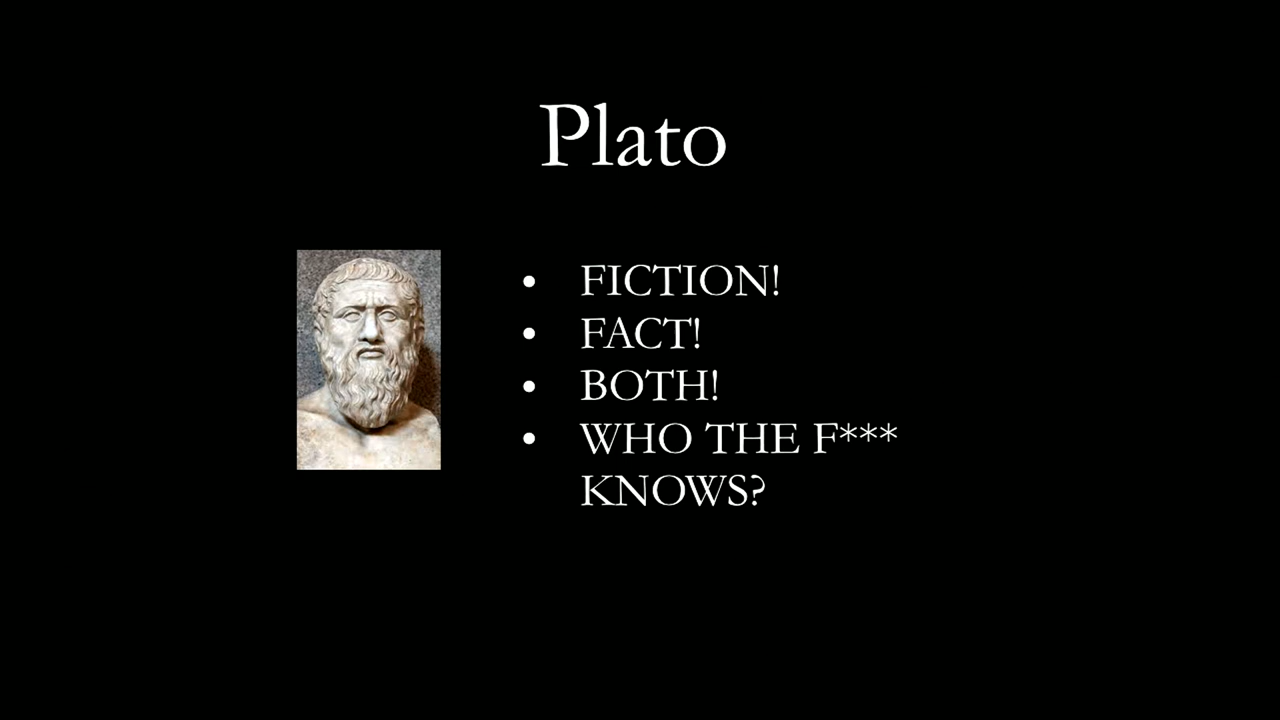 Plato
• FICTION!
• FACT!
• BOTH!
• WHO THE F***
KNOWS?